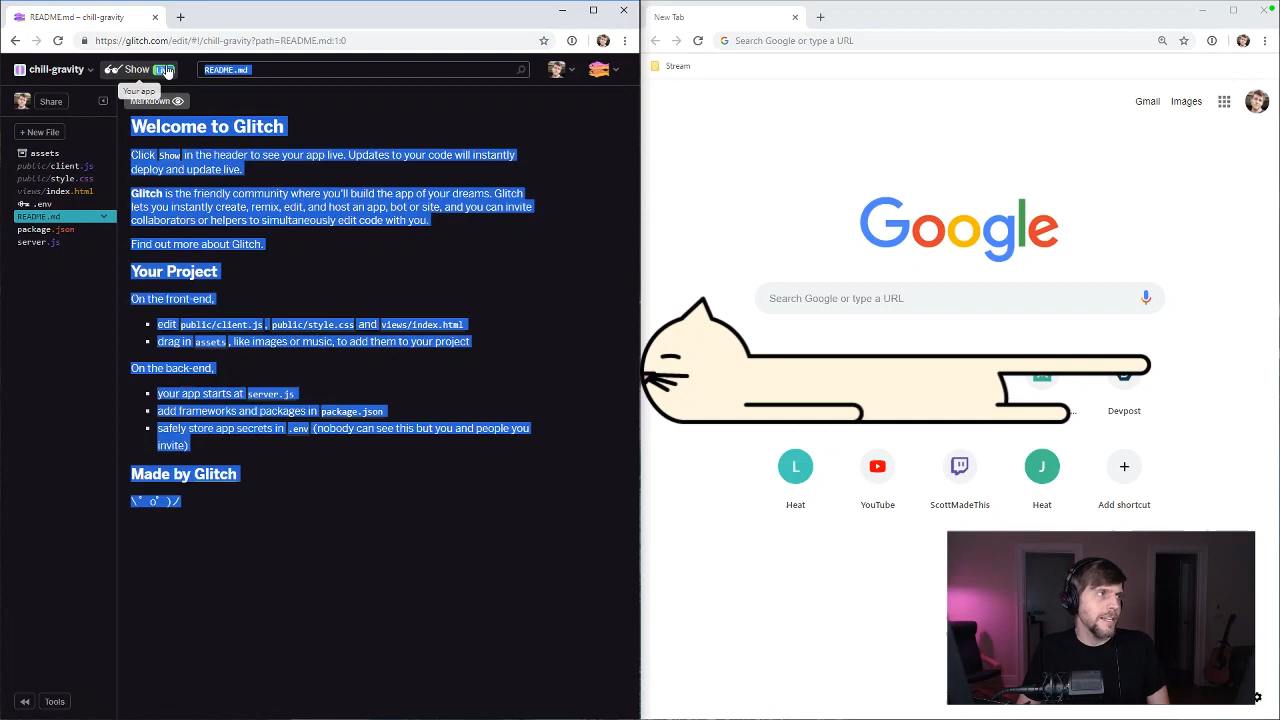 README.md – chill-gravity
https://glitch.com/edit/#!/chill-gravity?path=README.md:1:0
chill-gravity
Show
README.md
Your app
Share
Markdown
+ New File
assets
public/client.js
public/style.css
views/index.html
.env
README.md
package.json
server.js
Welcome to Glitch
Click Show in the header to see your app live. Updates to your code will instantly
deploy and update live.
Glitch is the friendly community where you'll build the app of your dreams. Glitch
lets you instantly create, remix, edit, and host an app, bot or site, and you can invite
collaborators or helpers to simultaneously edit code with you.
Find out more about Glitch.
Your Project
On the front-end,
edit public/client.js, public/style.css and views/index.html
drag in assets, like images or music, to add them to your project
On the back-end,
your app starts at server.js
add frameworks and packages in package.json
safely store app secrets in .env (nobody can see this but you and people you
invite)
Made by Glitch
\ ゜o゜)ノ
Tools
New Tab
Search Google or type a URL
Stream
Gmail Images
Google
Search Google or type a URL
Devpost
L
J
Heat
YouTube
ScottMadeThis
Heat
Add shortcut